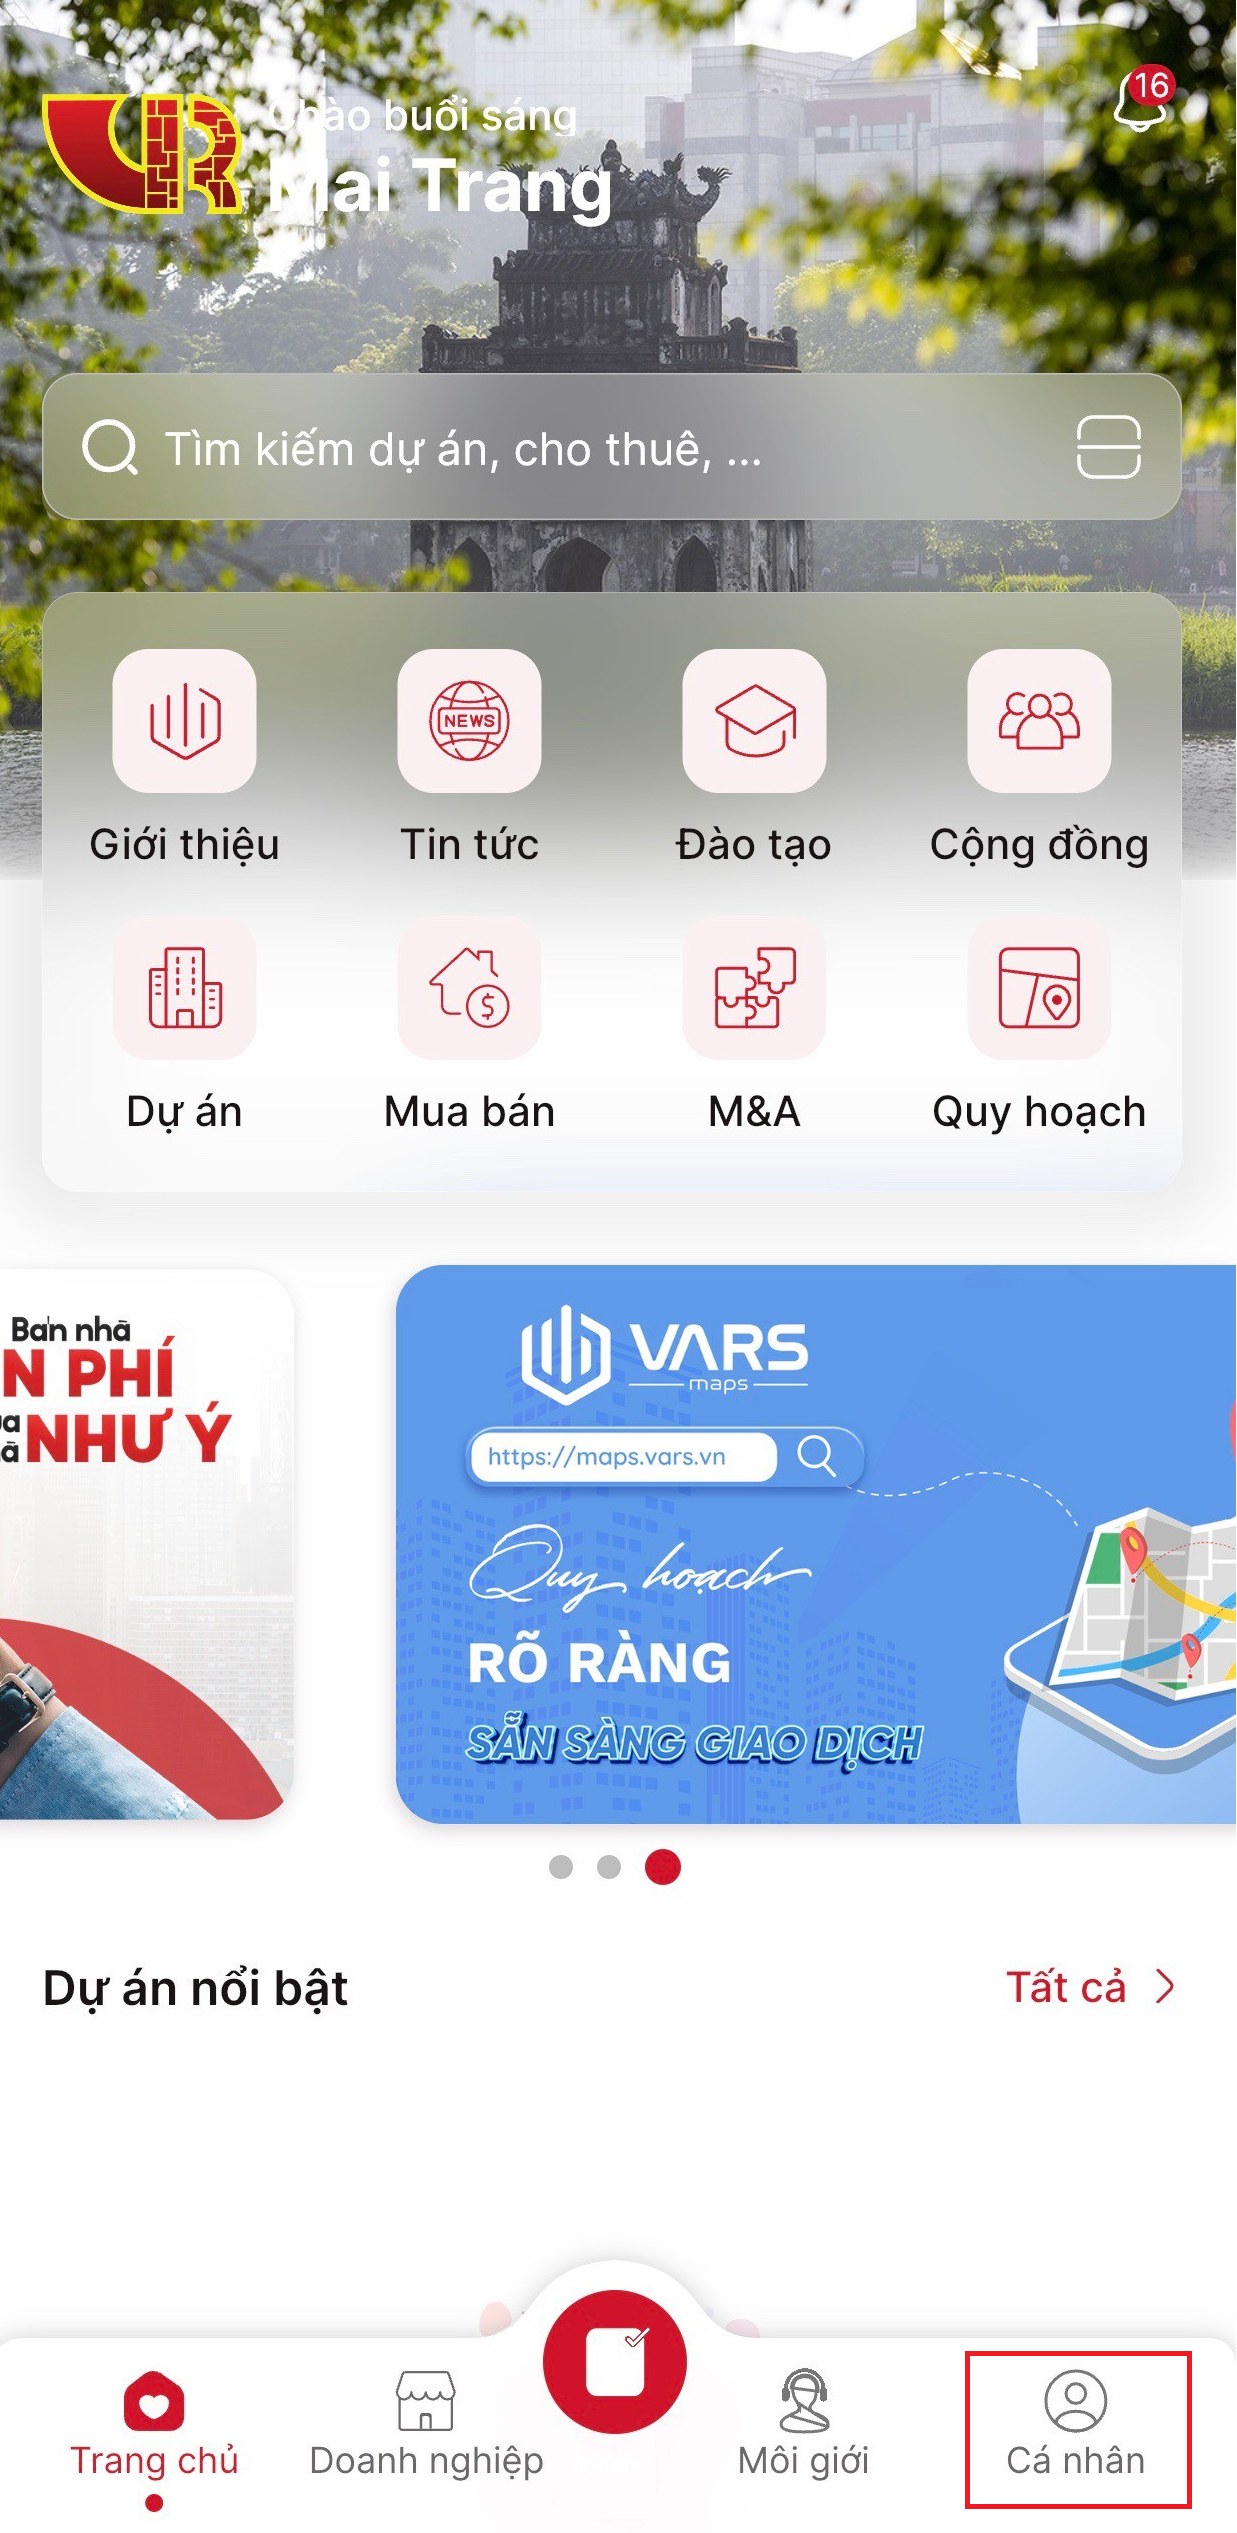 Chào buổi sáng
16
Mai Trang
Tìm kiếm dự án, cho thuê, ...
NEWS
Giới thiệu
Tin tức
Đào tạo
Cộng đồng
Dự án
Mua bán
M&A
Quy hoạch
Bán nhà
N PHÍ
NHƯ Ý
VARS
maps
https://maps.vars.vn
Quy hoạch
RÕ RÀNG
SẴN SÀNG GIAO DỊCH
Dự án nổi bật
Tất cả
Trang chủ
Doanh nghiệp
Môi giới
Cá nhân